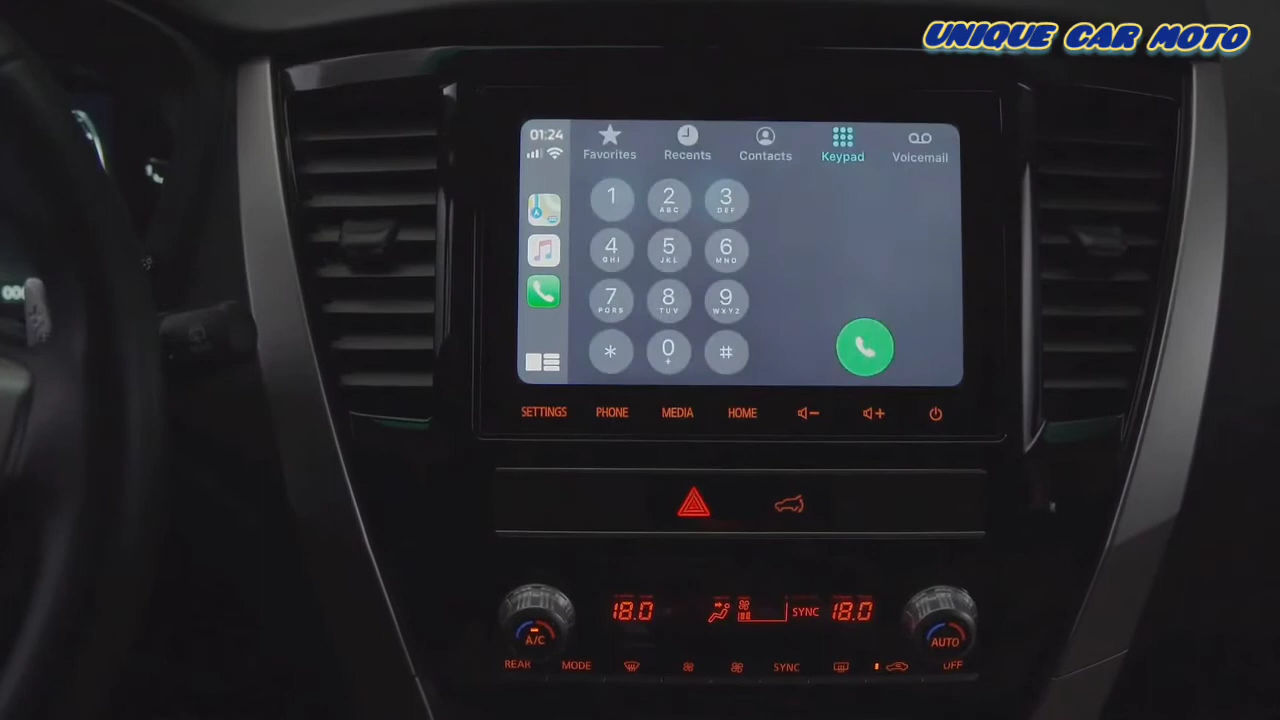 UNIQUE CAR MOTO
01:24
Favorites Recents Contacts Keypad Voicemail
1 2 ABC 3 DEF
4 GHI 5 JKL 6 MNO
7 PQRS 8 TUV 9 WXYZ
* 0 + #
SETTINGS PHONE MEDIA HOME
18.0 SYNC 18.0
A/C AUTO
REAR MODE SYNC OFF